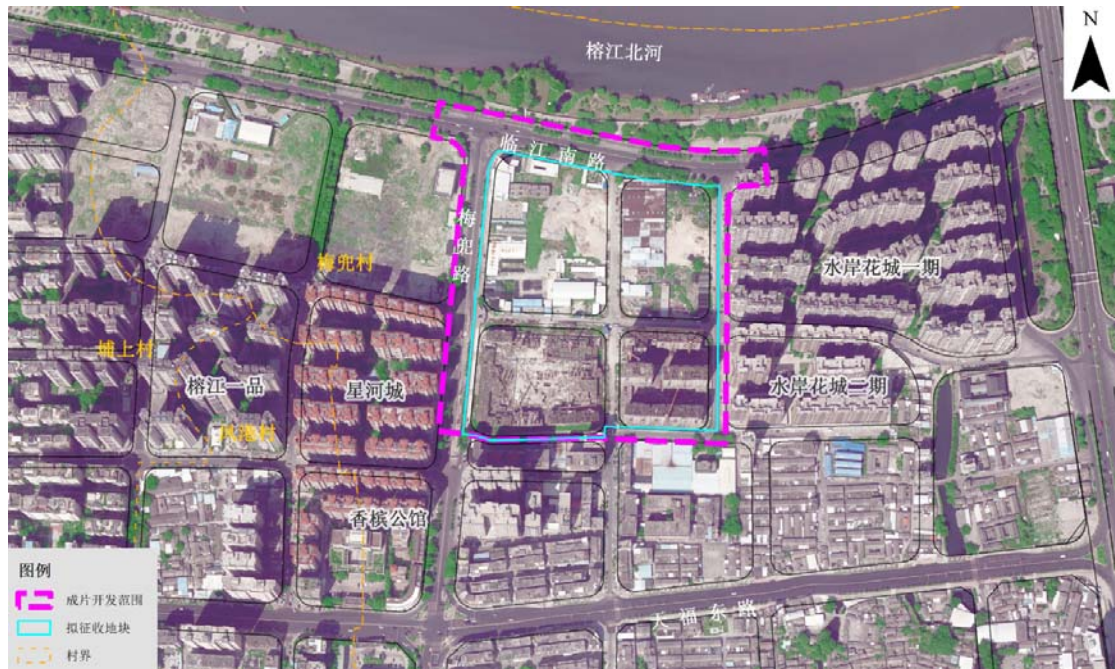 N
榕江北河
临江南路
梅兜路
水岸花城一期
梅兜村
埔上村
榕江一品
星河城
水岸花城二期
凤港村
香槟公馆
天福东路
图例
成片开发范围
拟征收地块
村界